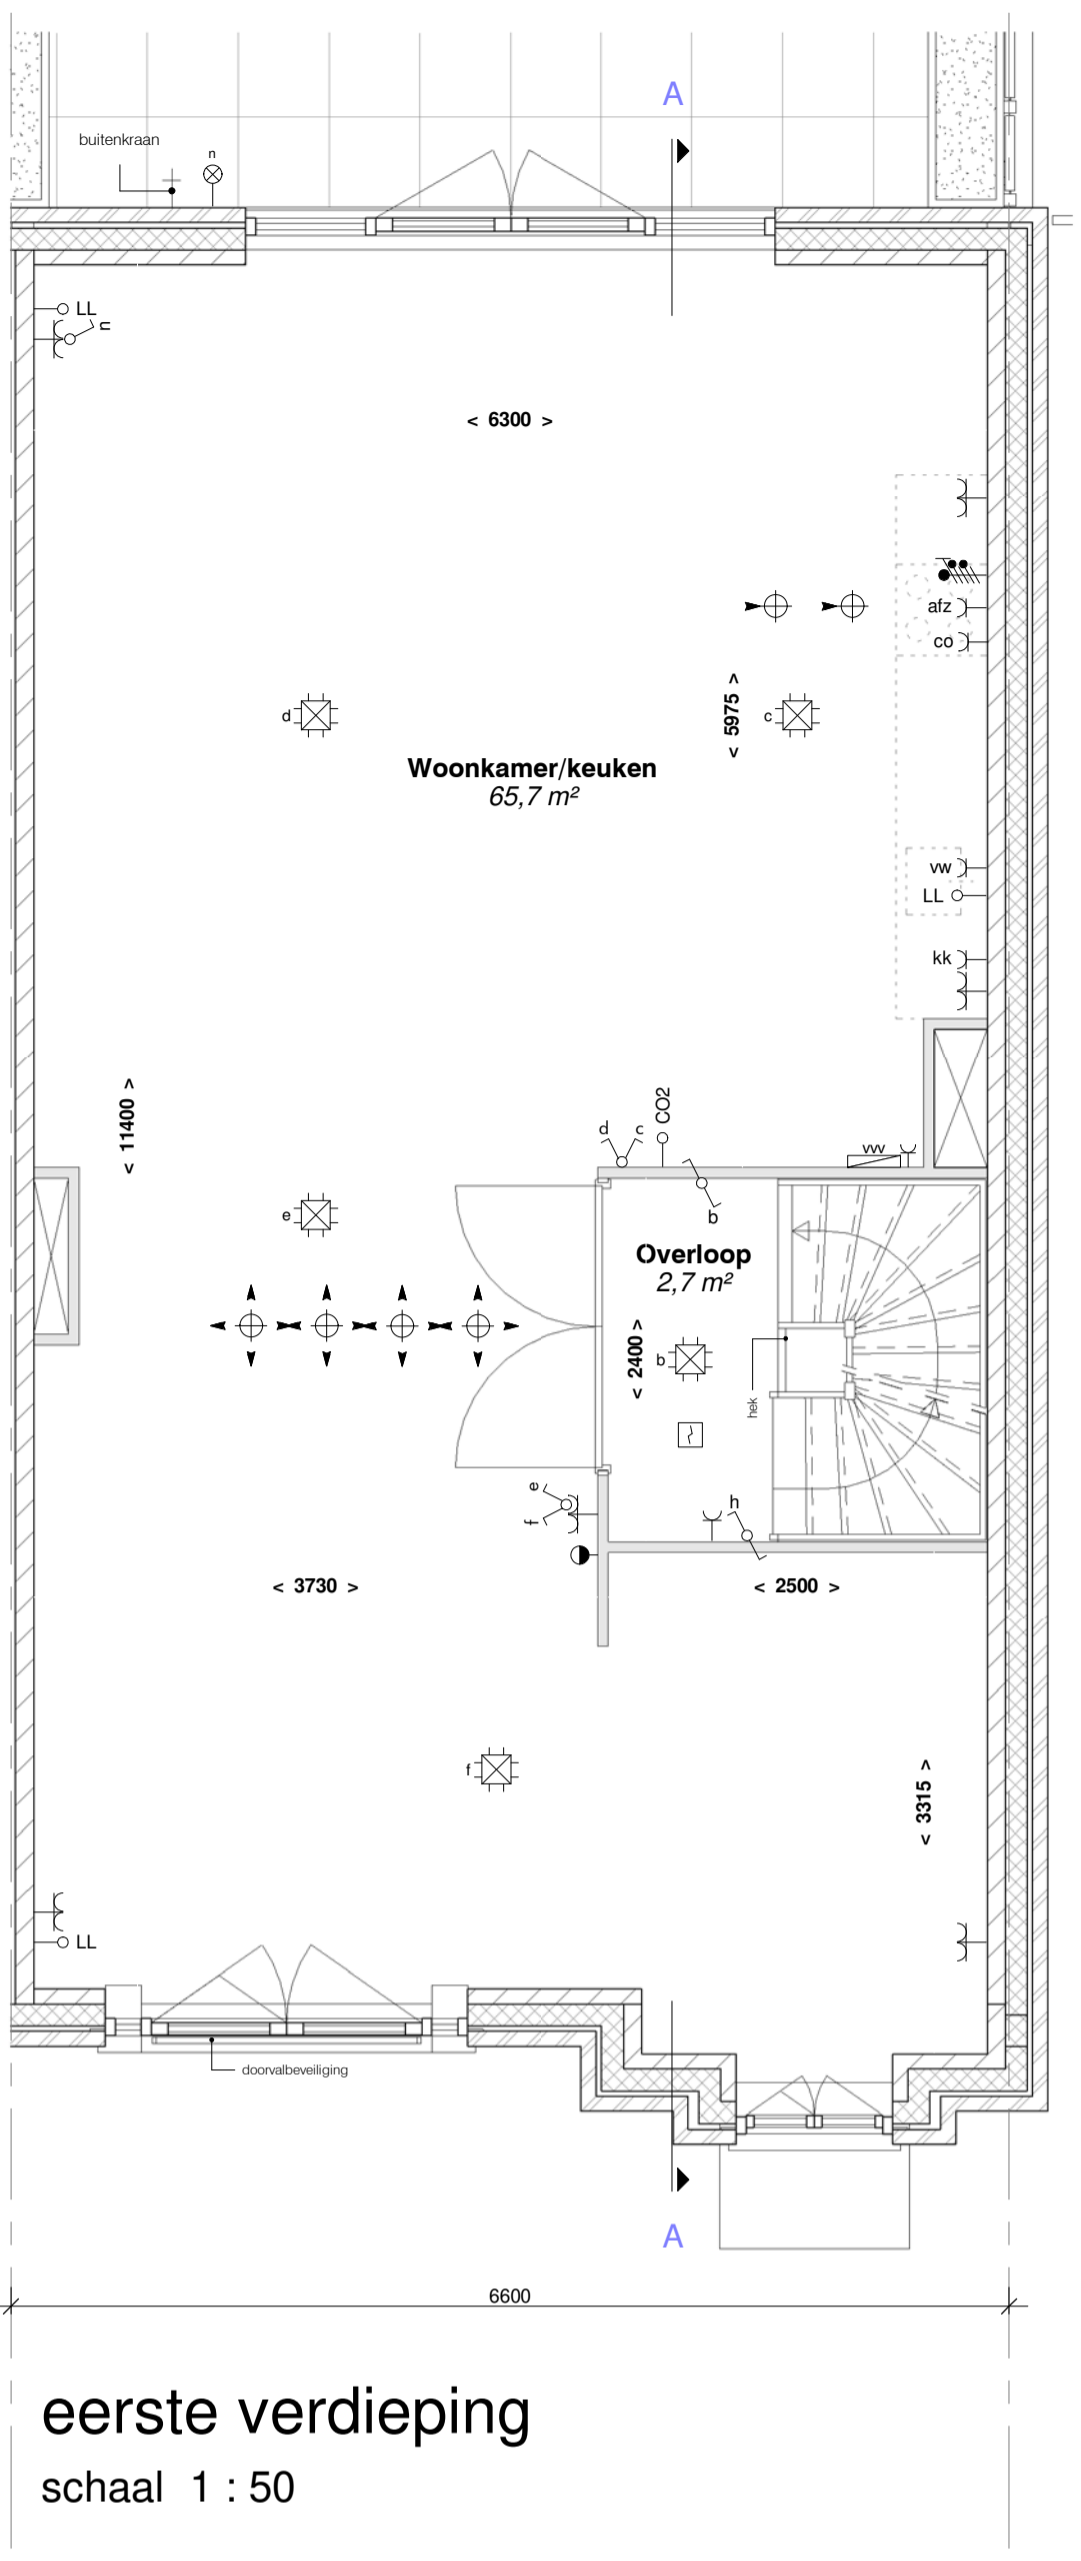 A
buitenkraan
n
LL
n
< 6300 >
afz
co
< 5975 >
d
c
Woonkamer/keuken
65,7 m²
vw
LL
kk
< 11400 >
CO2
d
c
vvv
b
e
Overloop
2,7 m²
< 2400 >
b
hek
e
f
h
< 3730 >
< 2500 >
f
< 3315 >
LL
doorvalbeveiliging
A
6600
eerste verdieping
schaal 1 : 50